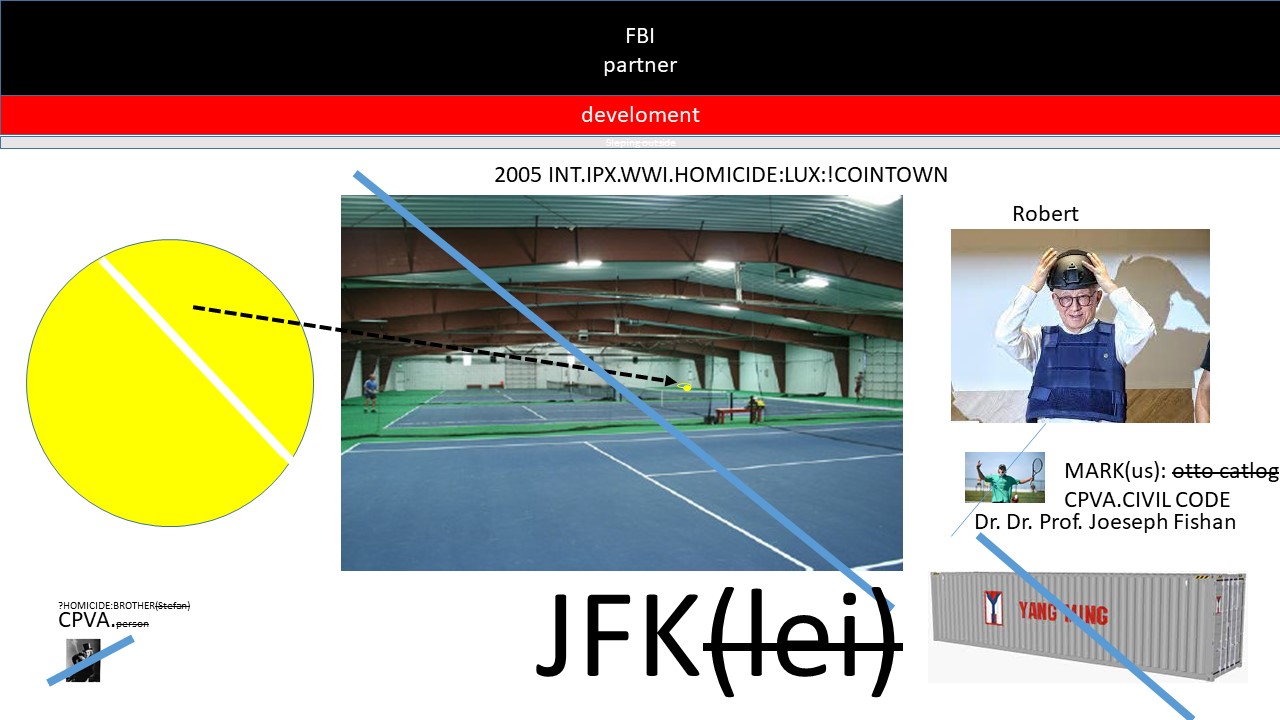 FBI
partner
develoment
2005 INT.IPX.WWI.HOMICIDE:LUX:!COINTOWN
Robert
MARK(us): otto catlog
CPVA.CIVIL CODE
Dr. Dr. Prof. Joeseph Fishan
YANG MING
?HOMICIDE:BROTHER(Stefan)
CPVA.person
JFK(lei)